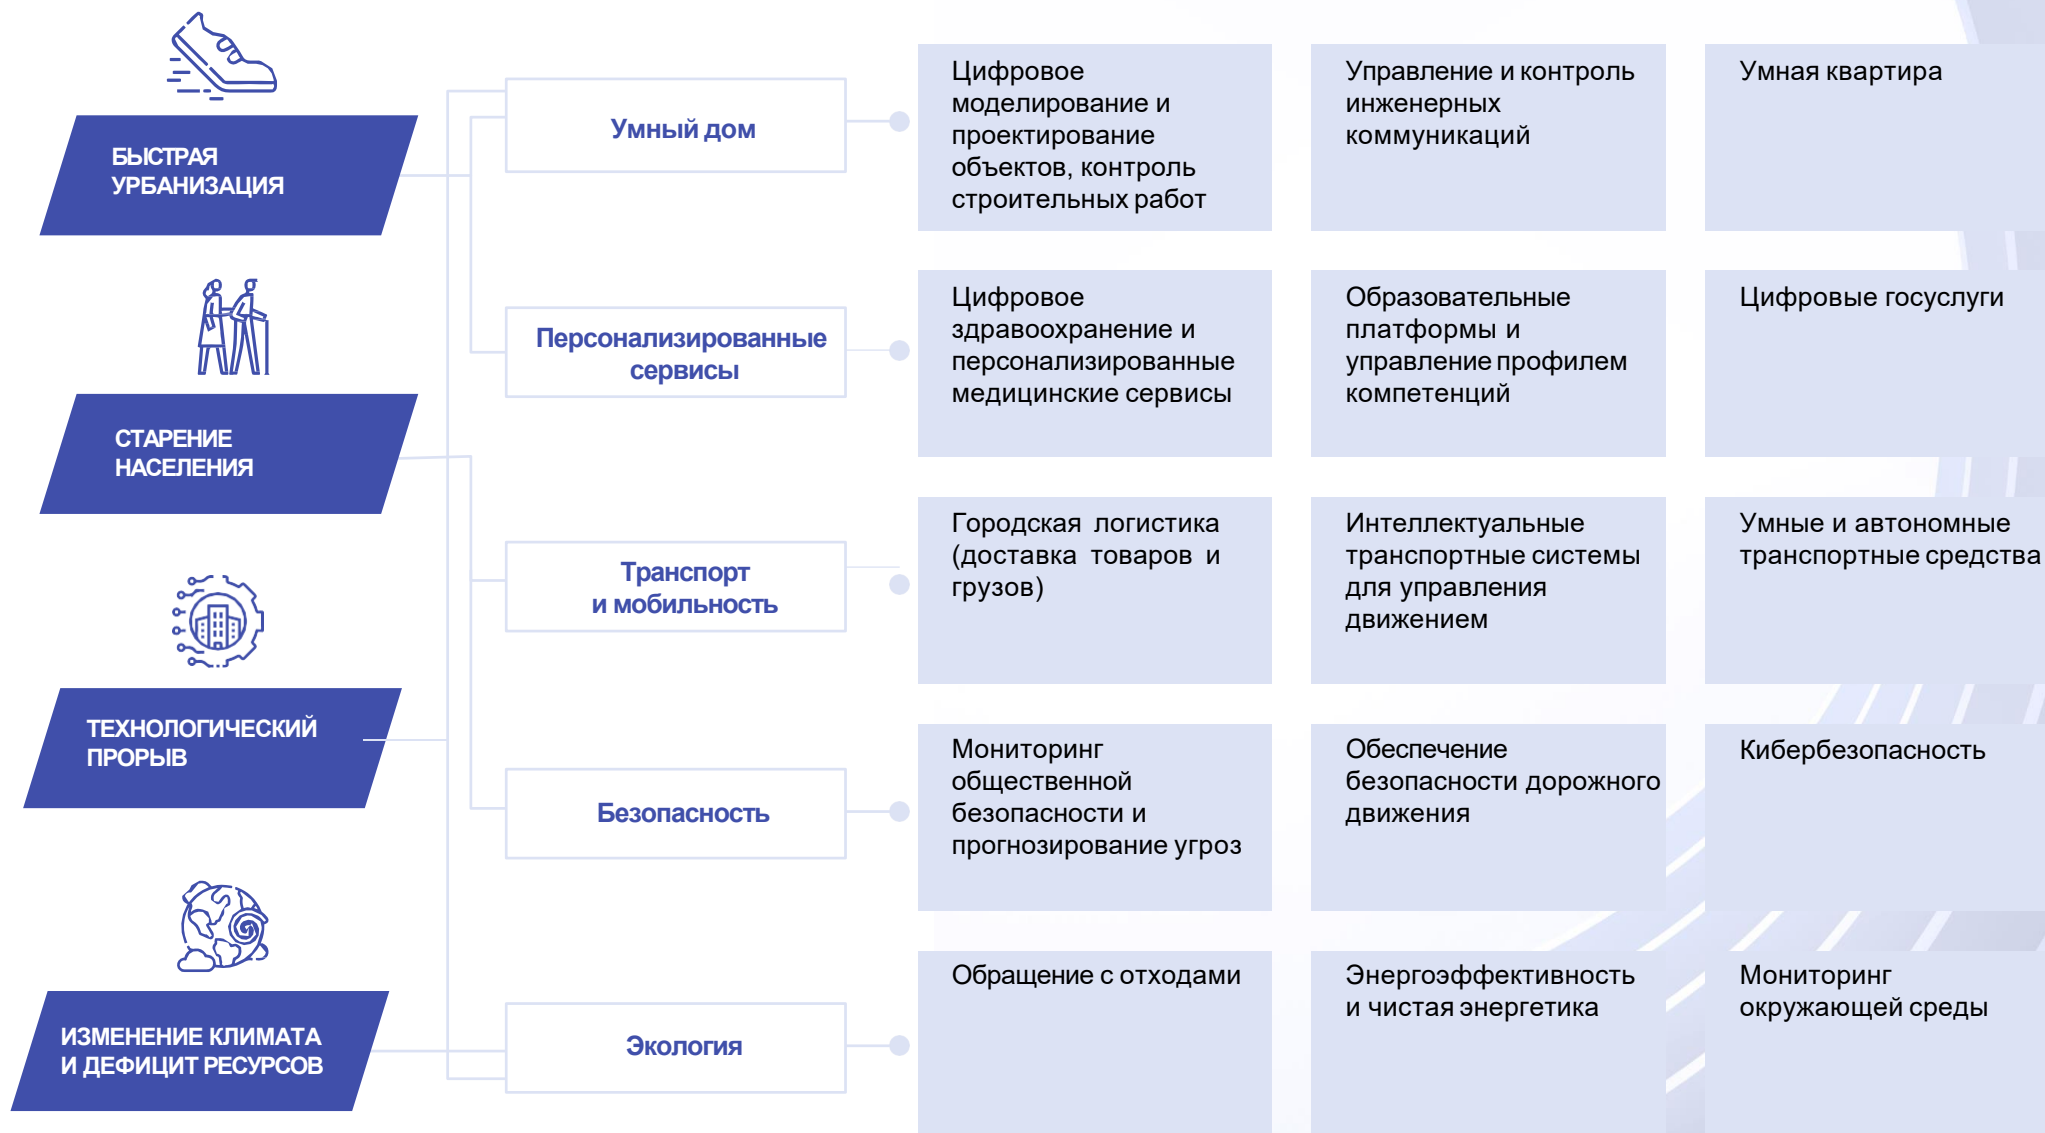 БЫСТРАЯ
УРБАНИЗАЦИЯ
СТАРЕНИЕ
НАСЕЛЕНИЯ
ТЕХНОЛОГИЧЕСКИЙ
ПРОРЫВ
ИЗМЕНЕНИЕ КЛИМАТА
И ДЕФИЦИТ РЕСУРСОВ
Умный дом
Цифровое
моделирование и
проектирование
объектов, контроль
строительных работ
Управление и контроль
инженерных
коммуникаций
Умная квартира
Персонализированные
сервисы
Цифровое
здравоохранение и
персонализированные
медицинские сервисы
Образовательные
платформы и
управление профилем
компетенций
Цифровые госуслуги
Транспорт
и мобильность
Городская логистика
(доставка товаров и
грузов)
Интеллектуальные
транспортные системы
для управления
движением
Умные и автономные
транспортные средства
Безопасность
Мониторинг
общественной
безопасности и
прогнозирование угроз
Обеспечение
безопасности дорожного
движения
Кибербезопасность
Экология
Обращение с отходами
Энергоэффективность
и чистая энергетика
Мониторинг
окружающей среды